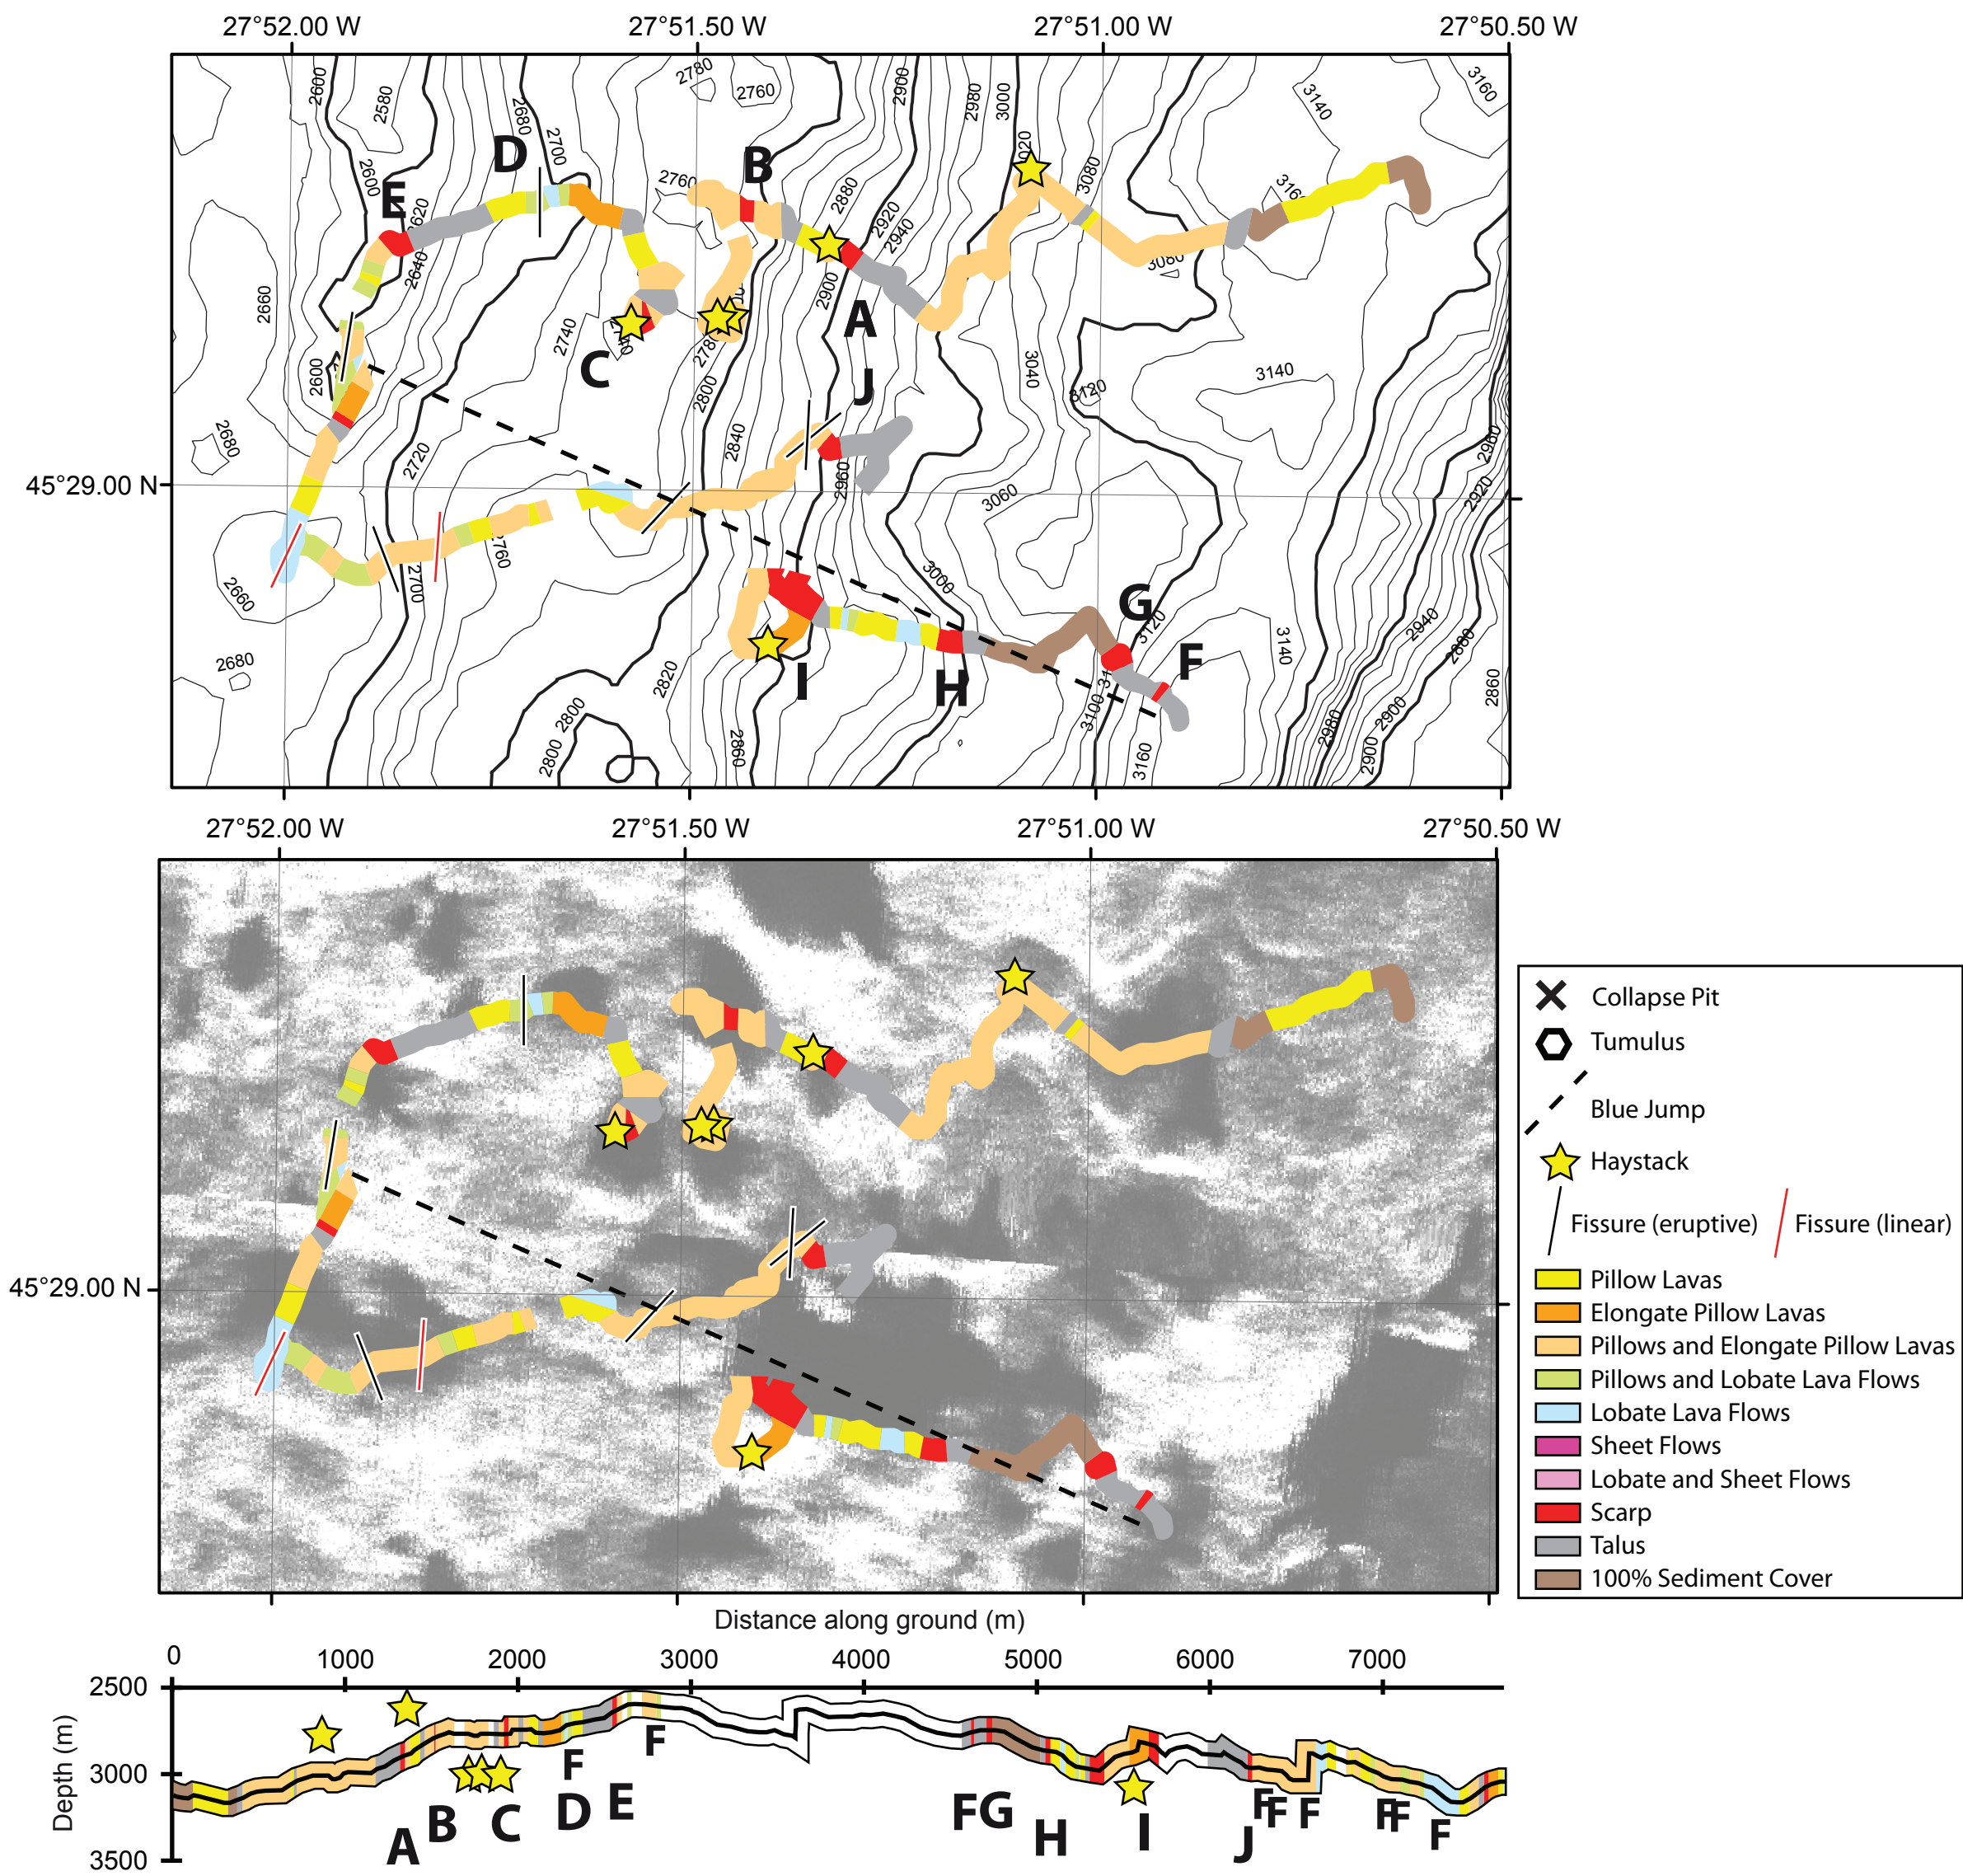 27°52.00 W
27°51.50 W
27°51.00 W
27°50.50 W
2600
2580
2680
2700
2780
2760
2900
2980
3000
3140
3160
D
B
E
2600
2620
2640
2760
2880
2920
2940
3080
2660
2740
2900
A
3080
2600
C
2780
2800
J
3040
3120
3140
2680
2720
2840
2960
2960
45°29.00 N
3060
2920
2760
2700
2660
3000
G
3120
2940
2880
3140
F
2680
2820
I
H
3100
2860
2800
2800
2860
3160
2980
2900
2900
27°52.00 W
27°51.50 W
27°51.00 W
27°50.50 W
45°29.00 N
Collapse Pit
Tumulus
Blue Jump
Haystack
Fissure (eruptive)
Fissure (linear)
Pillow Lavas
Elongate Pillow Lavas
Pillows and Elongate Pillow Lavas
Pillows and Lobate Lava Flows
Lobate Lava Flows
Sheet Flows
Lobate and Sheet Flows
Scarp
Talus
100% Sediment Cover
Distance along ground (m)
0 1000 2000 3000 4000 5000 6000 7000
2500
3000
3500
Depth (m)
F
F
A B C D E
F G H I J
F F F F F F